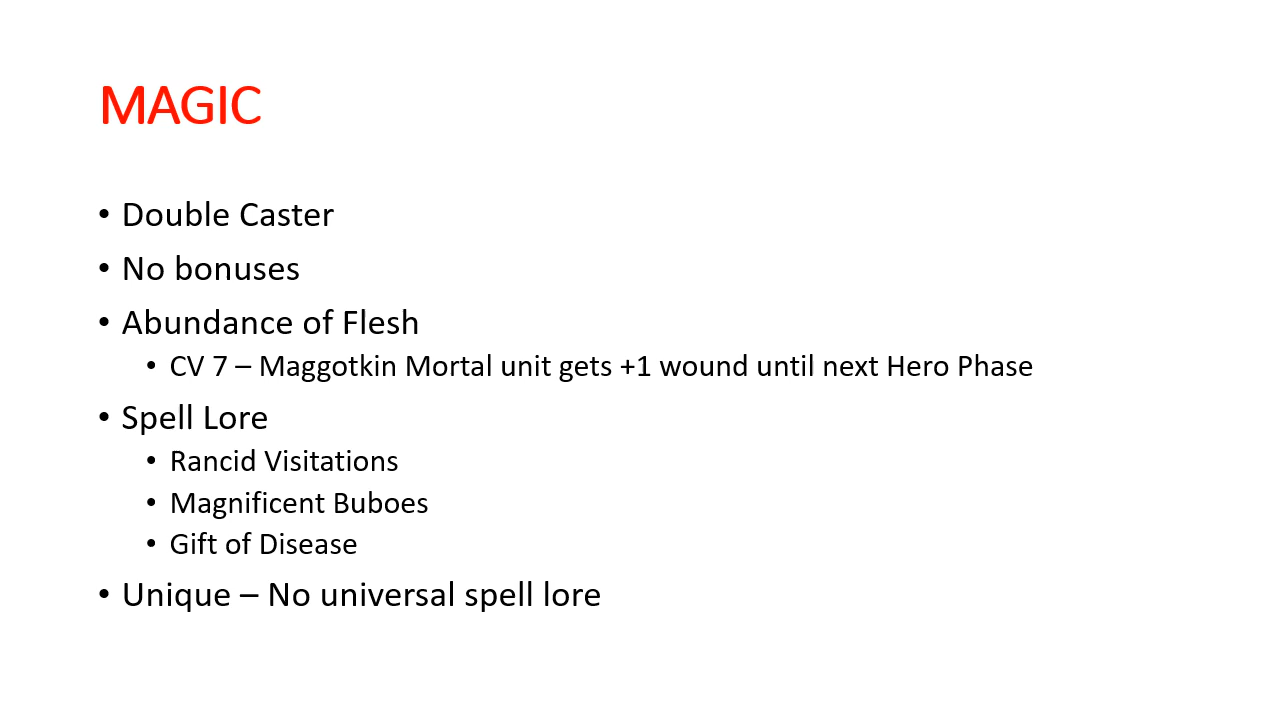 MAGIC
• Double Caster
• No bonuses
• Abundance of Flesh
• CV 7 – Maggotkin Mortal unit gets +1 wound until next Hero Phase
• Spell Lore
• Rancid Visitations
• Magnificent Buboes
• Gift of Disease
• Unique – No universal spell lore